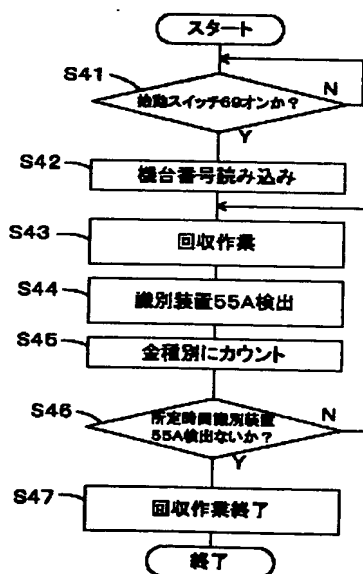 スタート
S41
始動スイッチ69オンか？
N
Y
S42
機台番号読み込み
S43
回収作業
S44
識別装置55A検出
S45
金種別にカウント
S46
所定時間識別装置
55A検出ないか？
N
Y
S47
回収作業終了
終了